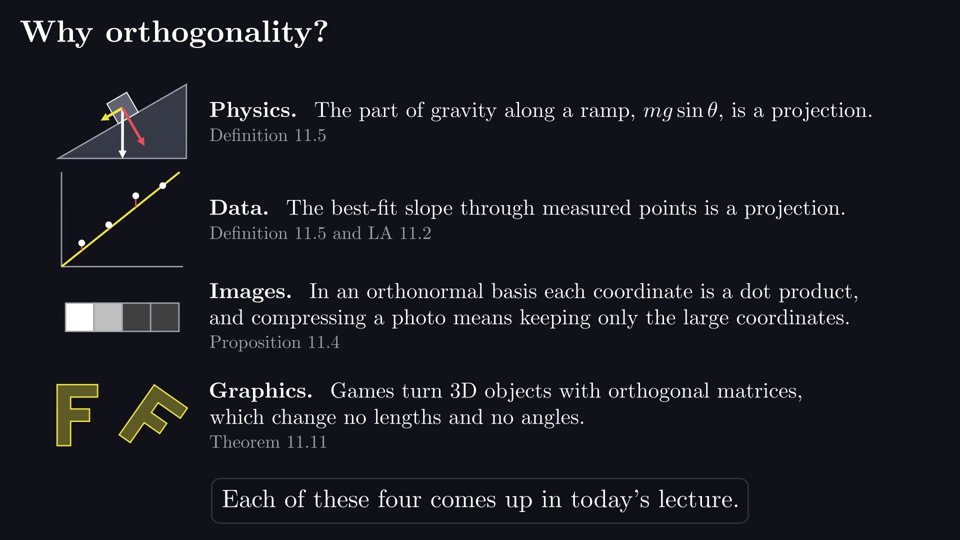 Why orthogonality?
Physics. The part of gravity along a ramp, mg sin θ, is a projection.
Definition 11.5
Data. The best-fit slope through measured points is a projection.
Definition 11.5 and LA 11.2
Images. In an orthonormal basis each coordinate is a dot product,
and compressing a photo means keeping only the large coordinates.
Proposition 11.4
F F
Graphics. Games turn 3D objects with orthogonal matrices,
which change no lengths and no angles.
Theorem 11.11
Each of these four comes up in today's lecture.